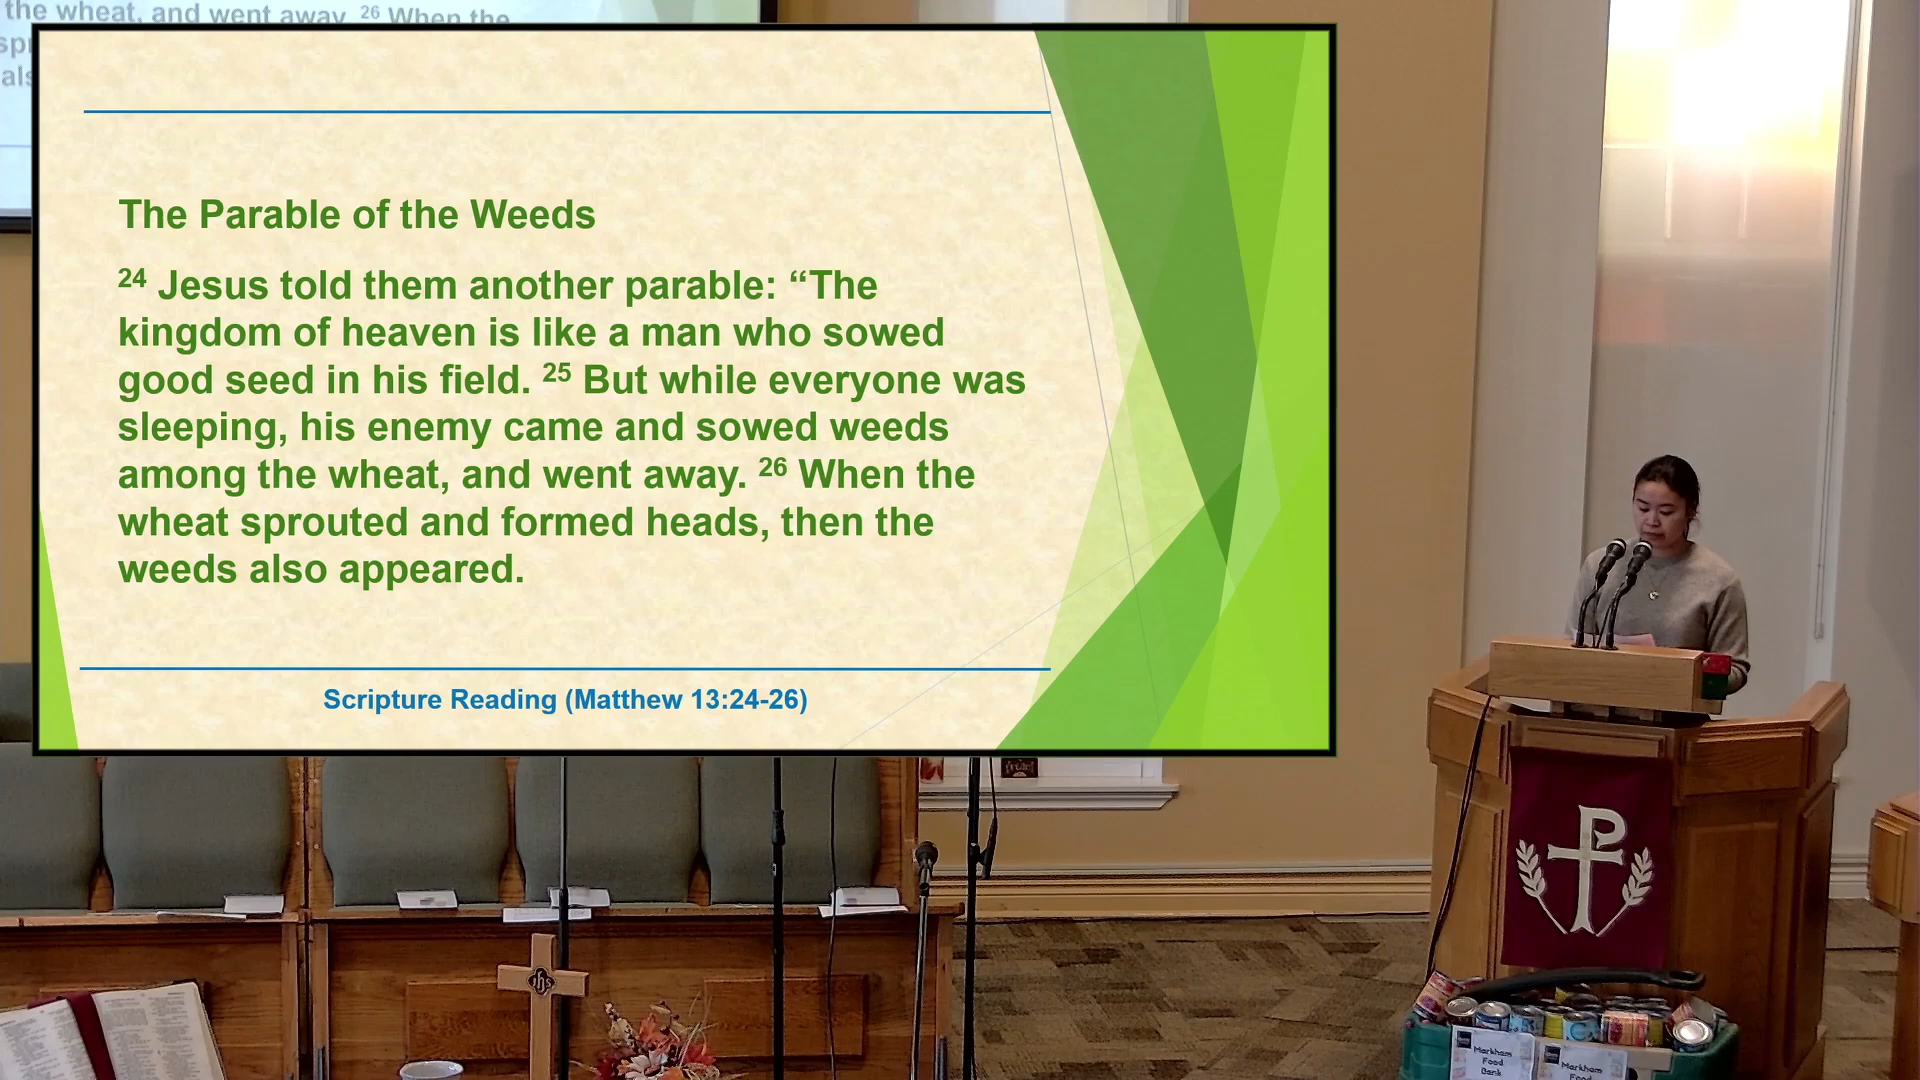 the wheat, and went away. 26 When the
The Parable of the Weeds
24 Jesus told them another parable: “The
kingdom of heaven is like a man who sowed
good seed in his field. 25 But while everyone was
sleeping, his enemy came and sowed weeds
among the wheat, and went away. 26 When the
wheat sprouted and formed heads, then the
weeds also appeared.
Scripture Reading (Matthew 13:24-26)
ihs
Markham
Food
Bank
Markham
Food